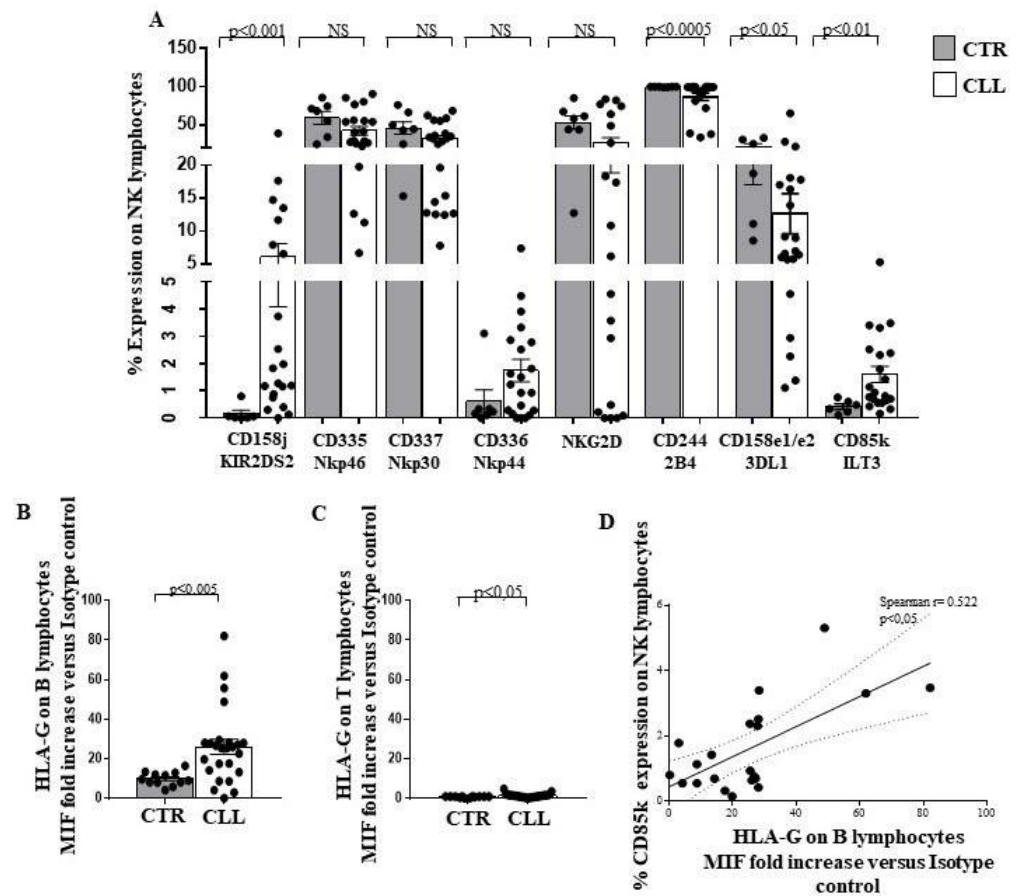 A
p<0.001 NS NS NS NS p<0.0005 p<0.05 p<0.01
CTR
CLL
% Expression on NK lymphocytes
150
100
50
20
15
10
5
5
4
3
2
1
0
CD158j CD335 CD337 CD336 NKG2D CD244 CD158e1/e2 CD85k
KIR2DS2 Nkp46 Nkp30 Nkp44 2B4 3DL1 ILT3
B
HLA-G on B lymphocytes
MIF fold increase versus Isotype control
p<0.005
100
80
60
40
20
0
CTR CLL
C
HLA-G on T lymphocytes
MIF fold increase versus Isotype control
p<0,05
100
80
60
40
20
0
CTR CLL
D
% CD85k expression on NK lymphocytes
Spearman r= 0.522
p<0,05
6
4
2
0
0 20 40 60 80 100
HLA-G on B lymphocytes
MIF fold increase versus Isotype
control